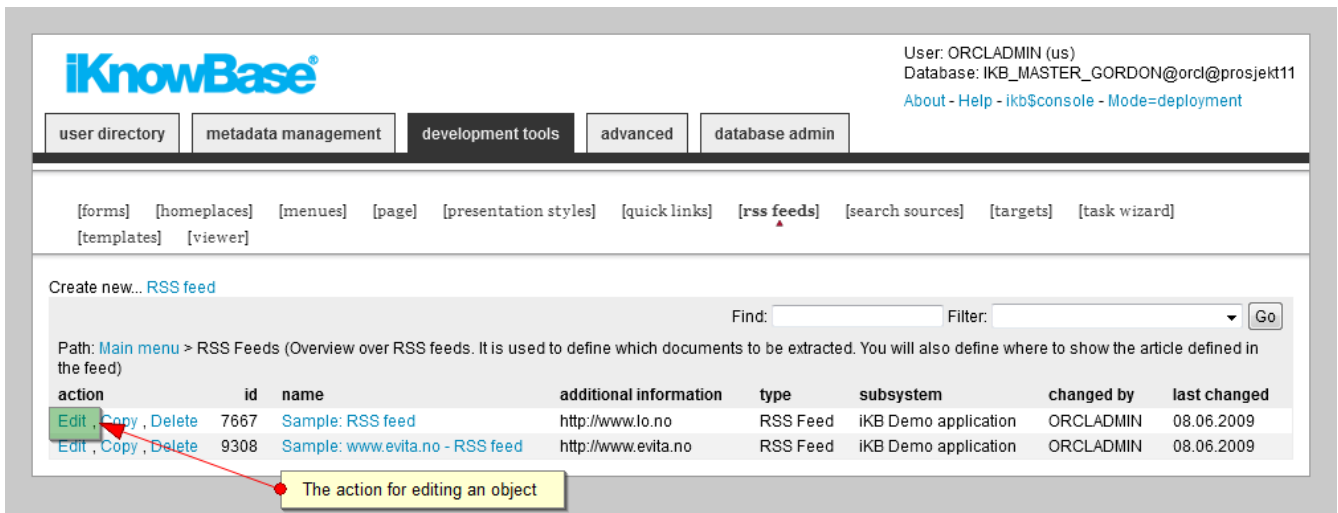 iKnowBase®
User: ORCLADMIN (us)
Database: IKB_MASTER_GORDON@orcl@prosjekt11
About - Help - ikb$console - Mode=deployment
user directory metadata management development tools advanced database admin
[forms] [homeplaces] [menues] [page] [presentation styles] [quick links] [rss feeds] [search sources] [targets] [task wizard]
[templates] [viewer]
Create new... RSS feed
Find: Filter: Go
Path: Main menu > RSS Feeds (Overview over RSS feeds. It is used to define which documents to be extracted. You will also define where to show the article defined in
the feed)
action id name additional information type subsystem changed by last changed
Edit , Copy , Delete 7667 Sample: RSS feed http://www.lo.no RSS Feed iKB Demo application ORCLADMIN 08.06.2009
Edit , Copy , Delete 9308 Sample: www.evita.no - RSS feed http://www.evita.no RSS Feed iKB Demo application ORCLADMIN 08.06.2009
The action for editing an object